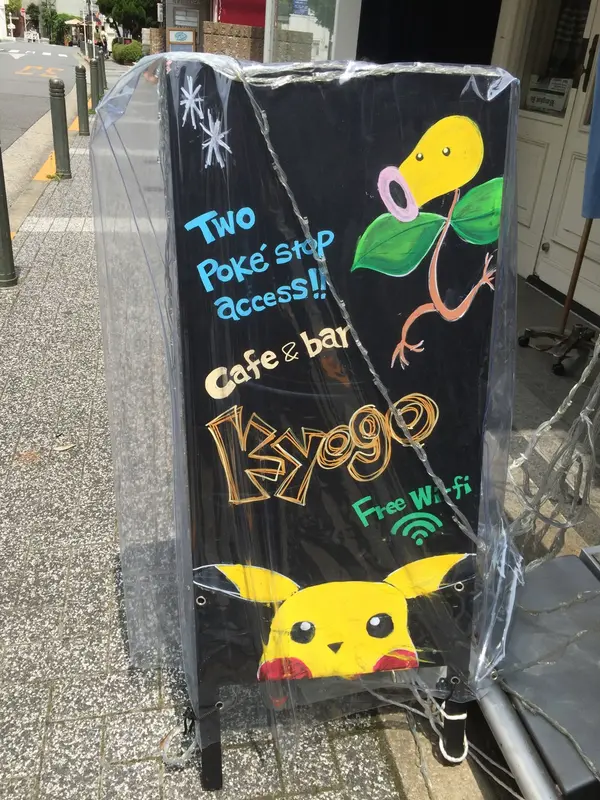 Two
Poké stop
access!!
Cafe & bar
Kyogo
Free Wi-fi